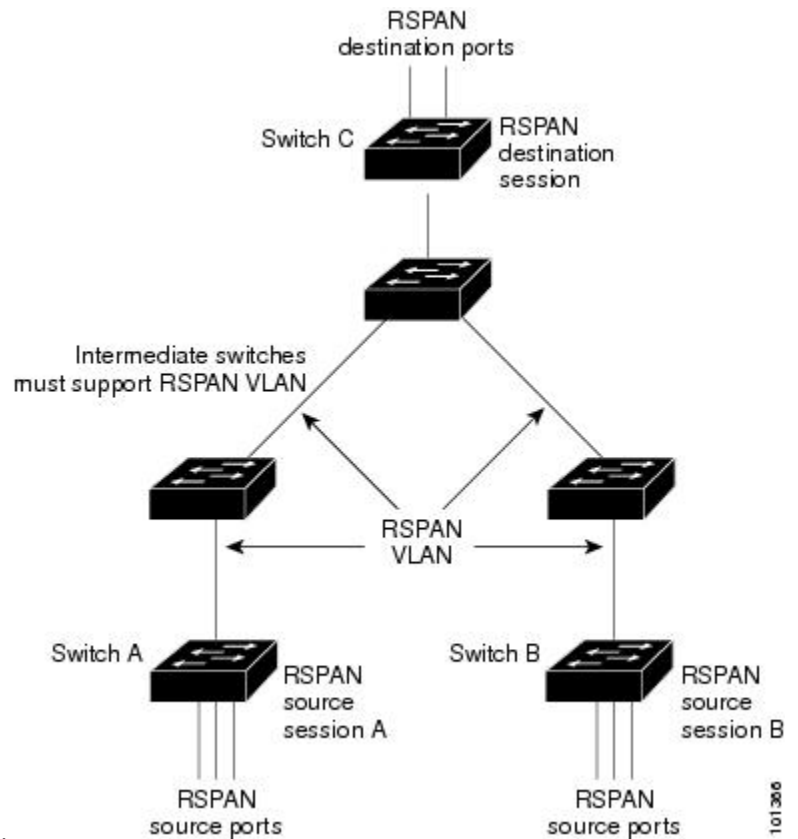 RSPAN
destination ports
Switch C
RSPAN
destination
session
Intermediate switches
must support RSPAN VLAN
RSPAN
VLAN
Switch A
RSPAN
source
session A
Switch B
RSPAN
source
session B
RSPAN
source ports
RSPAN
source ports
101366